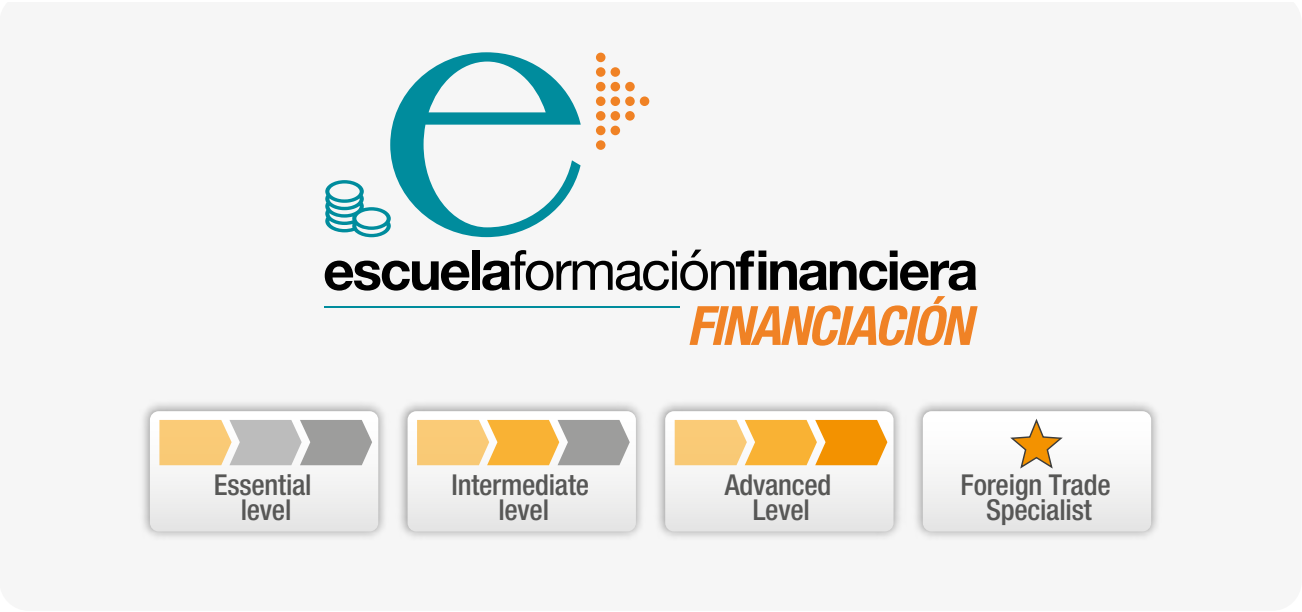 e
escuelaformaciónfinanciera
FINANCIACIÓN
Essential
level
Intermediate
level
Advanced
Level
Foreign Trade
Specialist